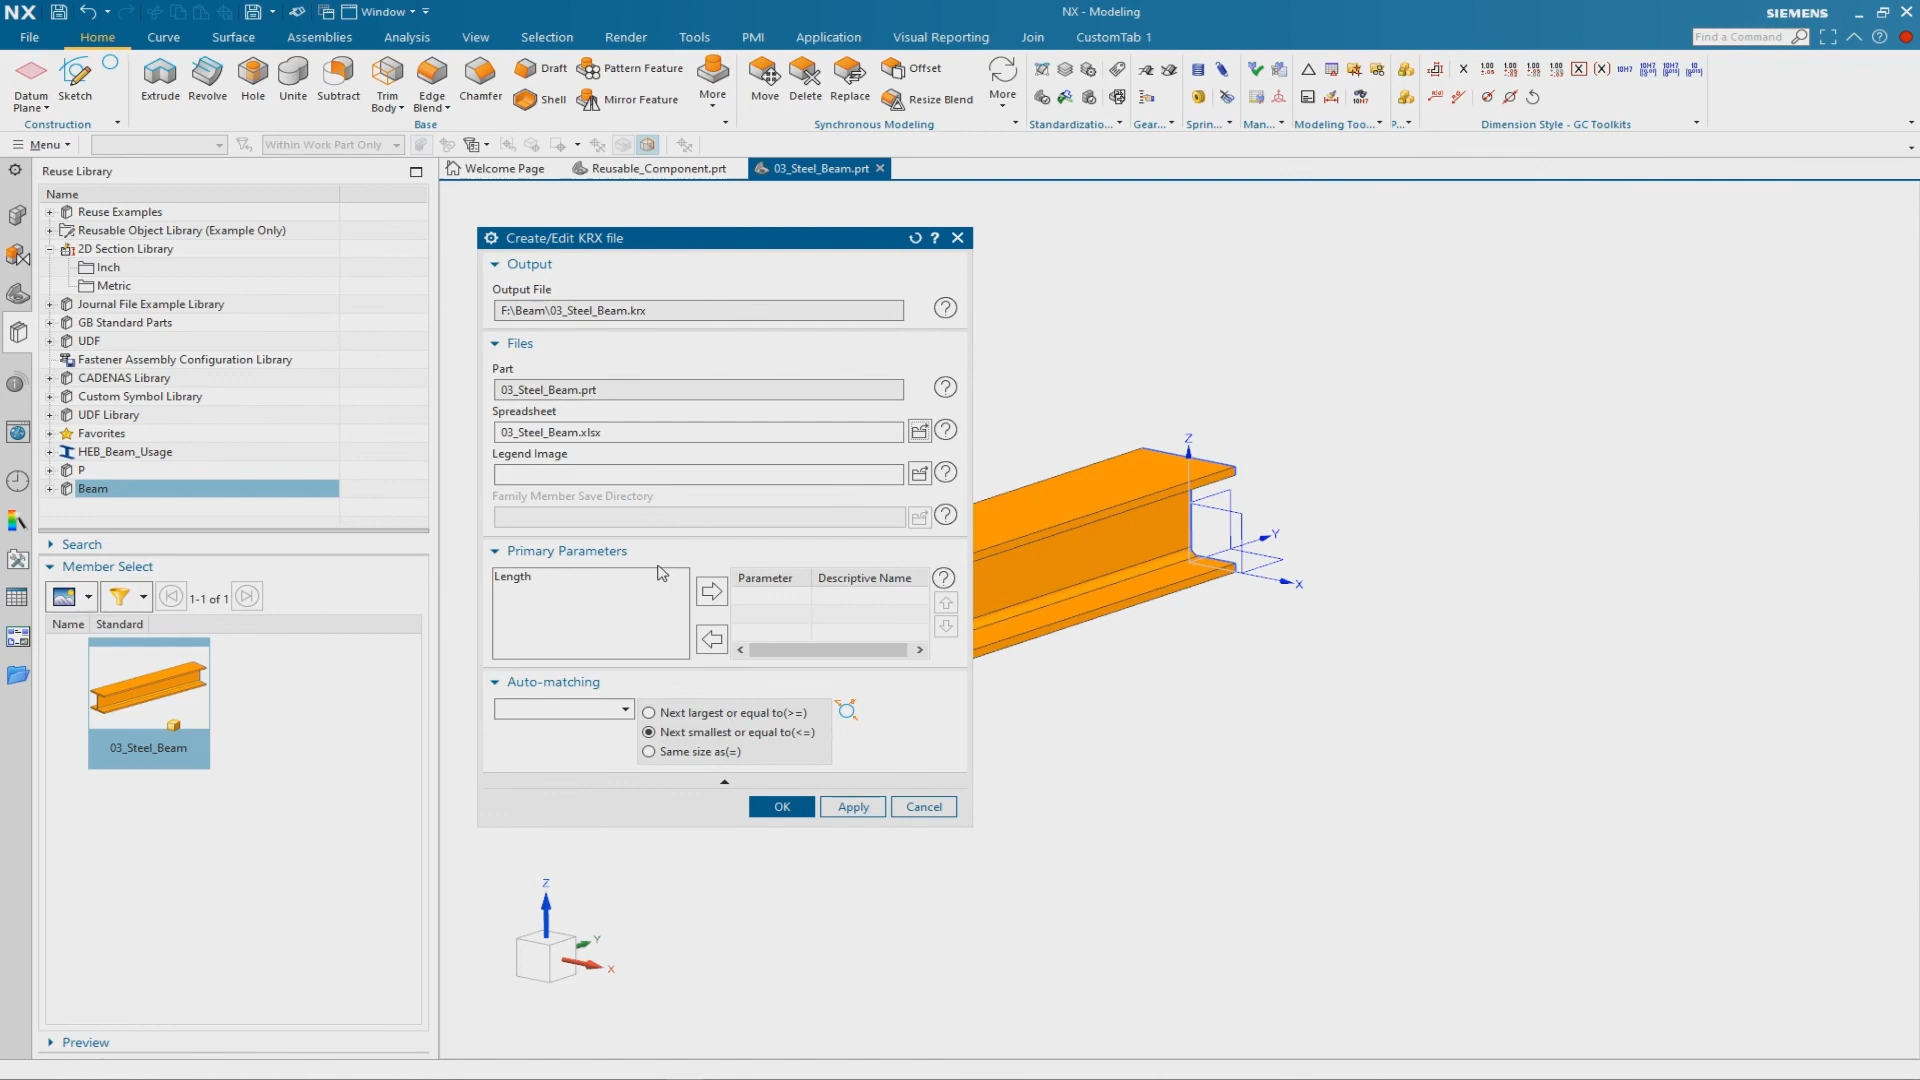 NX
Window
NX - Modeling
SIEMENS
File Home Curve Surface Assemblies Analysis View Selection Render Tools PMI Application Visual Reporting Join CustomTab 1
Find a Command
Datum Plane
Sketch
Extrude
Revolve
Hole
Unite
Subtract
Trim Body
Edge Blend
Chamfer
Draft
Shell
Pattern Feature
Mirror Feature
More
Move
Delete
Replace
Offset
Resize Blend
More
Construction
Base
Synchronous Modeling
Standardizatio...
Gear...
Sprin...
Man...
Modeling Too...
P...
Dimension Style - GC Toolkits
Menu
Within Work Part Only
Reuse Library
Welcome Page
Reusable_Component.prt
03_Steel_Beam.prt
Name
Reuse Examples
Reusable Object Library (Example Only)
2D Section Library
Inch
Metric
Journal File Example Library
GB Standard Parts
UDF
Fastener Assembly Configuration Library
CADENAS Library
Custom Symbol Library
UDF Library
Favorites
HEB_Beam_Usage
P
Beam
Search
Member Select
1-1 of 1
Name Standard
03_Steel_Beam
Preview
Create/Edit KRX file
Output
Output File
F:\Beam\03_Steel_Beam.krx
Files
Part
03_Steel_Beam.prt
Spreadsheet
03_Steel_Beam.xlsx
Legend Image
Family Member Save Directory
Primary Parameters
Length
Parameter Descriptive Name
Auto-matching
Next largest or equal to(>=)
Next smallest or equal to(<=)
Same size as(=)
OK Apply Cancel
Z
Y
X
Z
Y
X